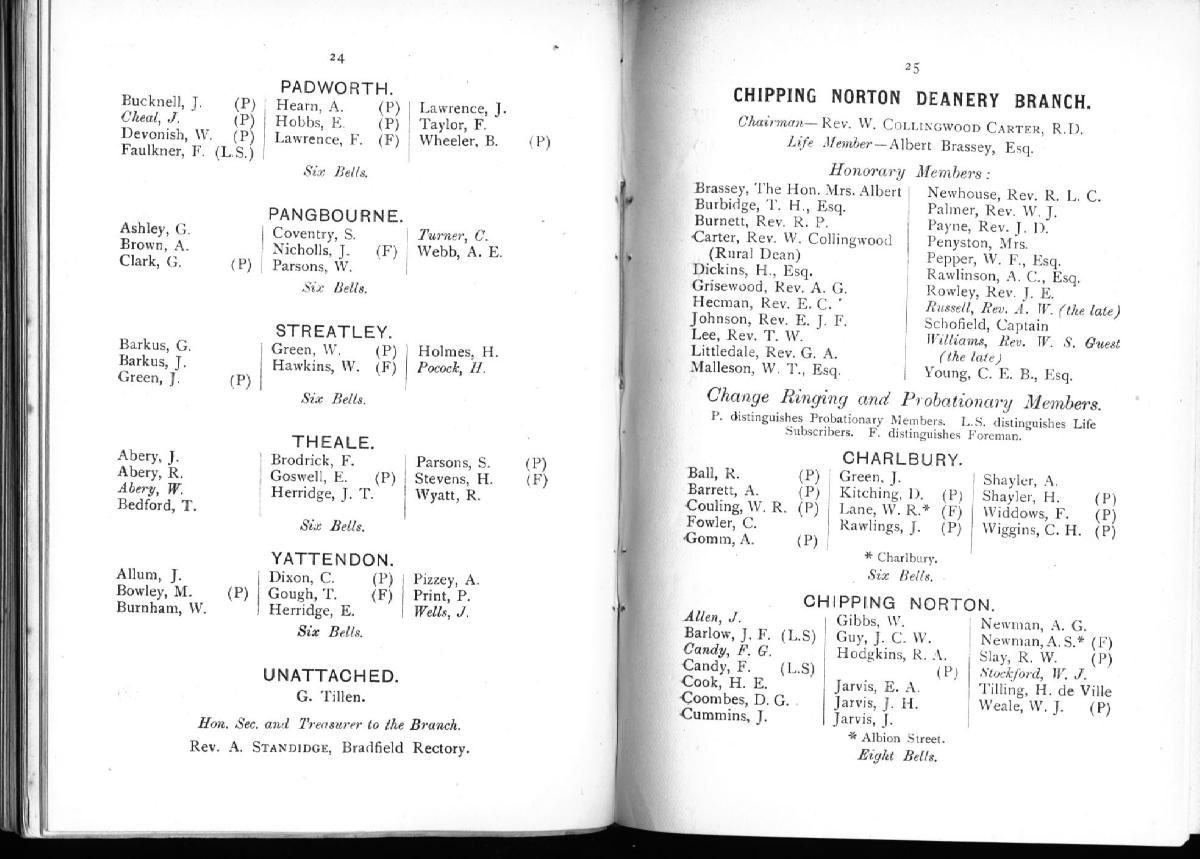 24
PADWORTH.
Bucknell, J. (P)
Cheal, J. (P)
Devonish, W. (P)
Faulkner, F. (L.S.)
Hearn, A. (P)
Hobbs, E. (P)
Lawrence, F. (F)
Lawrence, J.
Taylor, F.
Wheeler, B. (P)
Six Bells.
PANGBOURNE.
Ashley, G.
Brown, A.
Clark, G. (P)
Coventry, S.
Nicholls, J. (F)
Parsons, W.
Turner, C.
Webb, A. E.
Six Bells.
STREATLEY.
Barkus, G.
Barkus, J.
Green, J. (P)
Green, W. (P)
Hawkins, W. (F)
Holmes, H.
Pocock, H.
Six Bells.
THEALE.
Abery, J.
Abery, R.
Abery, W.
Bedford, T.
Brodrick, F.
Goswell, E. (P)
Herridge, J. T.
Parsons, S. (P)
Stevens, H. (F)
Wyatt, R.
Six Bells.
YATTENDON.
Allum, J.
Bowley, M. (P)
Burnham, W.
Dixon, C. (P)
Gough, T. (F)
Herridge, E.
Pizzey, A.
Print, P.
Wells, J.
Six Bells.
UNATTACHED.
G. Tillen.
Hon. Sec. and Treasurer to the Branch.
Rev. A. STANDIDGE, Bradfield Rectory.
25
CHIPPING NORTON DEANERY BRANCH.
Chairman—Rev. W. COLLINGWOOD CARTER, R.D.
Life Member—Albert Brassey, Esq.
Honorary Members:
Brassey, The Hon. Mrs. Albert
Burbidge, T. H., Esq.
Burnett, Rev. R. P.
Carter, Rev. W. Collingwood
(Rural Dean)
Dickins, H., Esq.
Grisewood, Rev. A. G.
Hecman, Rev. E. C.
Johnson, Rev. E. J. F.
Lee, Rev. T. W.
Littledale, Rev. G. A.
Malleson, W. T., Esq.
Newhouse, Rev. R. L. C.
Palmer, Rev. W. J.
Payne, Rev. J. D.
Penyston, Mrs.
Pepper, W. F., Esq.
Rawlinson, A. C., Esq.
Rowley, Rev. J. E.
Russell, Rev. A. W. (the late)
Schofield, Captain
Williams, Rev. W. S. Guest
(the late)
Young, C. E. B., Esq.
Change Ringing and Probationary Members.
P. distinguishes Probationary Members. L.S. distinguishes Life
Subscribers. F. distinguishes Foreman.
CHARLBURY.
Ball, R. (P)
Barrett, A. (P)
Couling, W. R. (P)
Fowler, C.
Gomm, A. (P)
Green, J.
Kitching, D. (P)
Lane, W. R.* (F)
Rawlings, J. (P)
Shayler, A.
Shayler, H. (P)
Widdows, F. (P)
Wiggins, C. H. (P)
* Charlbury.
Six Bells.
CHIPPING NORTON.
Allen, J.
Barlow, J. F. (L.S)
Candy, F. G.
Candy, F. (L.S)
Cook, H. E.
Coombes, D. G.
Cummins, J.
Gibbs, W.
Guy, J. C. W.
Hodgkins, R. A.
(P)
Jarvis, E. A.
Jarvis, J. H.
Jarvis, J.
Newman, A. G.
Newman, A. S.* (F)
Slay, R. W. (P)
Stockford, W. J.
Tilling, H. de Ville
Weale, W. J. (P)
* Albion Street.
Eight Bells.